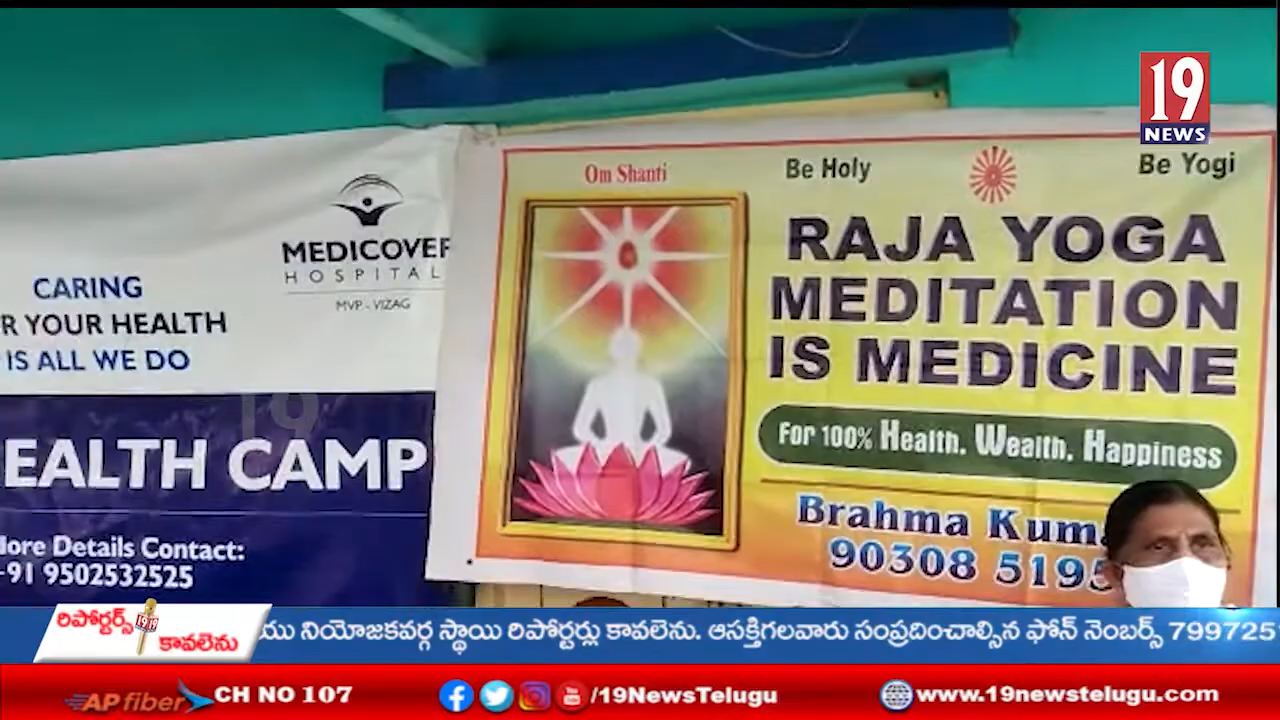 19
NEWS
MEDICOVER
HOSPITAL
MVP - VIZAG
CARING
R YOUR HEALTH
IS ALL WE DO
EALTH CAMP
More Details Contact:
+91 9502532525
Om Shanti
Be Holy
Be Yogi
RAJA YOGA
MEDITATION
IS MEDICINE
For 100% Health, Wealth, Happiness
Brahma Kuma
90308 5195
రిపోర్టర్స్
కావలెను
యు నియోజకవర్గ స్థాయి రిపోర్టర్లు కావలెను. ఆసక్తిగలవారు సంప్రదించాల్సిన ఫోన్ నెంబర్స్ 799725
AP fiber CH NO 107
/19NewsTelugu
www.19newstelugu.com